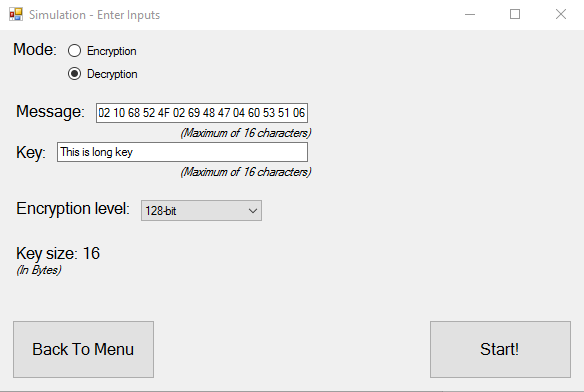 Simulation - Enter Inputs
Mode:
Encryption
Decryption
Message: 02 10 68 52 4F 02 69 48 47 04 60 53 51 06
(Maximum of 16 characters)
Key: This is long key
(Maximum of 16 characters)
Encryption level: 128-bit
Key size: 16
(In Bytes)
Back To Menu
Start!